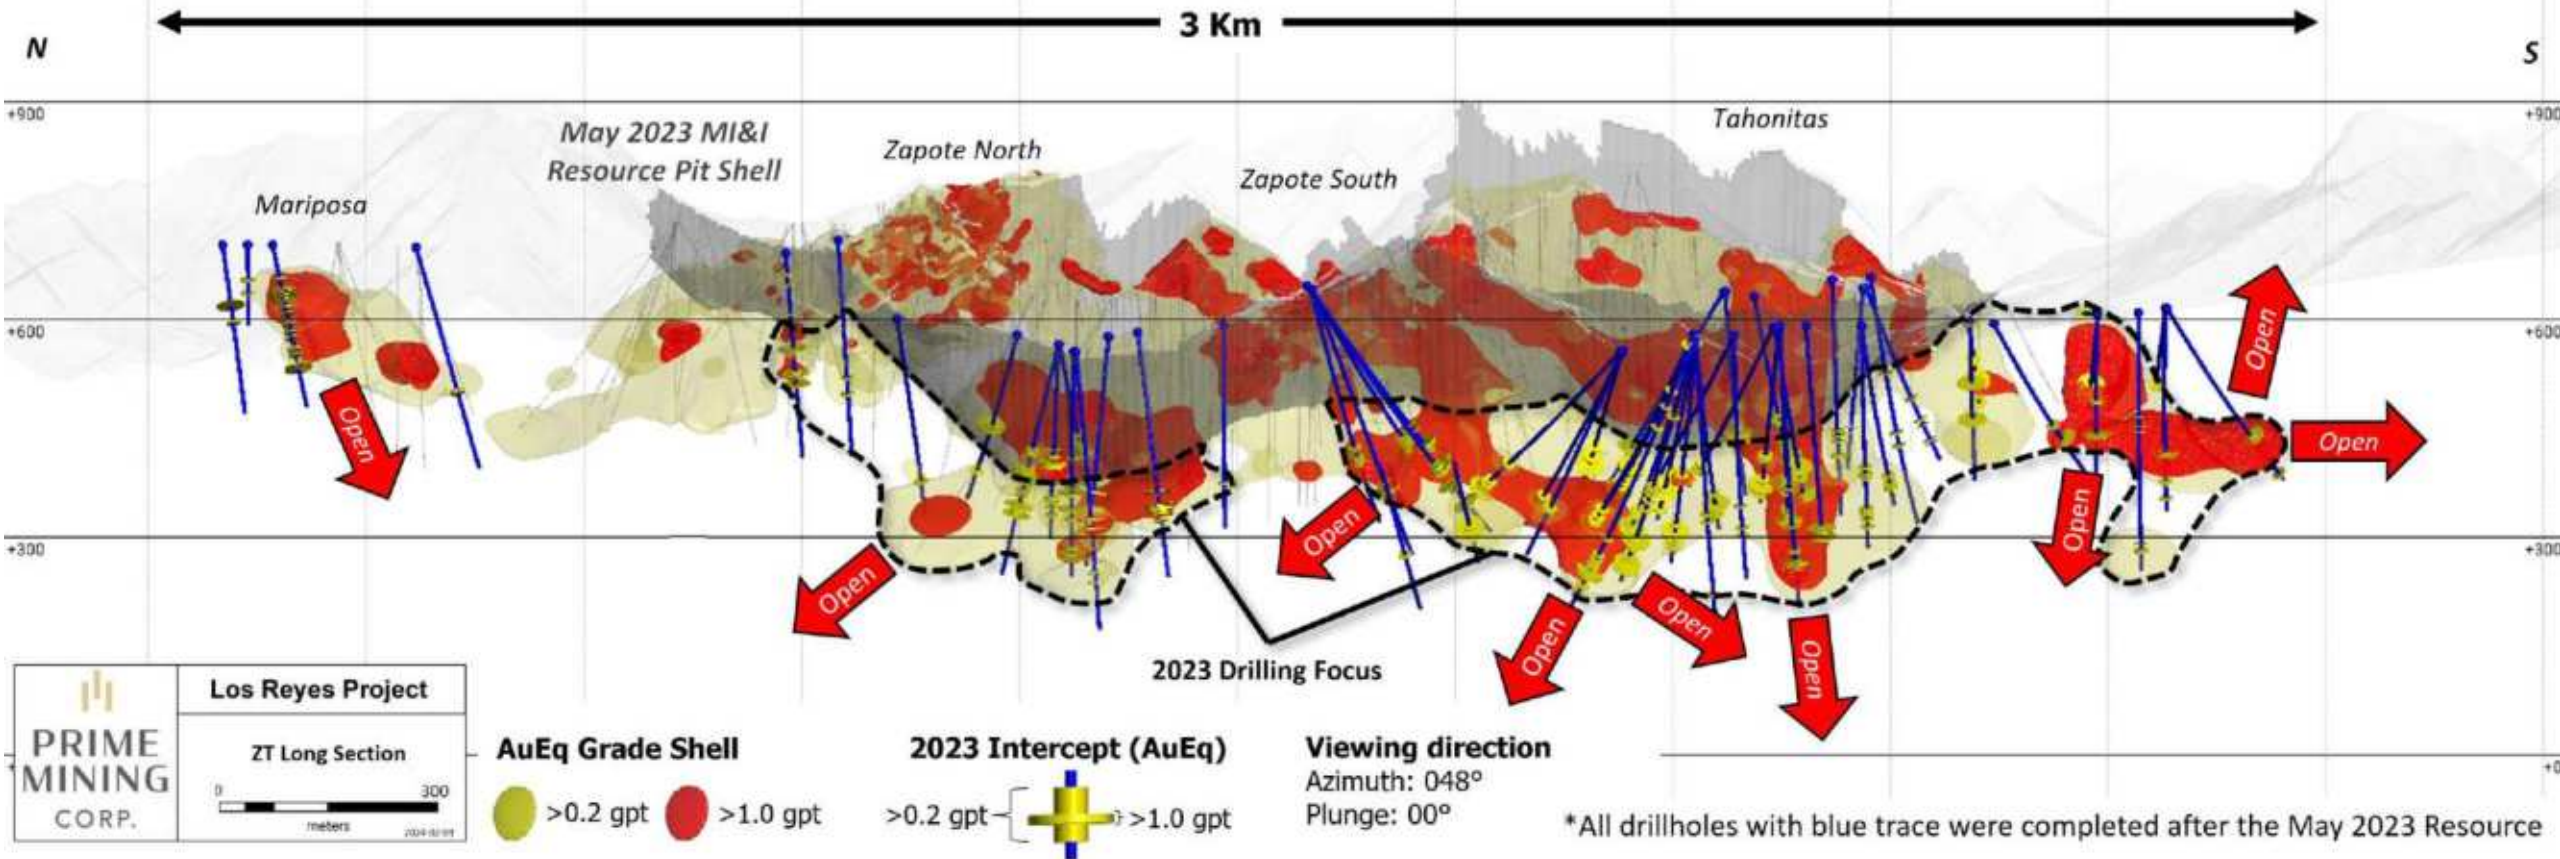 3 Km
N
S
+900
+900
May 2023 MI&I
Resource Pit Shell
Zapote North
Tahonitas
Zapote South
Mariposa
+600
+600
Open
Open
Open
Open
Open
Open
Open
Open
Open
+300
+300
2023 Drilling Focus
PRIME
MINING
CORP.
Los Reyes Project
ZT Long Section
0 300
meters
AuEq Grade Shell
>0.2 gpt >1.0 gpt
2023 Intercept (AuEq)
>0.2 gpt >1.0 gpt
Viewing direction
Azimuth: 048°
Plunge: 00°
+0
*All drillholes with blue trace were completed after the May 2023 Resource